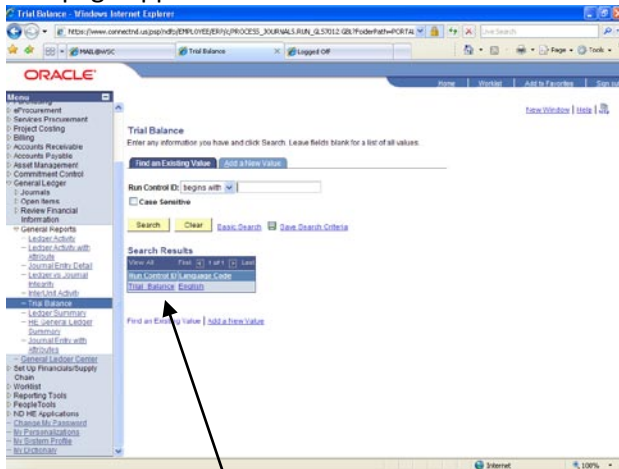 Trial Balance - Windows Internet Explorer
Live Search
MAIL@WSC
Trial Balance
Logged Off
Page
Tools
ORACLE
Home | Worklist | Add to Favorites | Sign out
Menu
New Window | Help
eProcurement
Services Procurement
Project Costing
Billing
Accounts Receivable
Accounts Payable
Asset Management
Commitment Control
General Ledger
Journals
Open Items
Review Financial
Information
General Reports
Ledger Activity
Ledger Activity with
Attribute
Journal Entry Detail
Ledger vs. Journal
Integrity
InterUnit Activity
Trial Balance
Ledger Summary
HE General Ledger
Summary
Journal Entry with
Attributes
General Ledger Center
Set Up Financials/Supply
Chain
Worklist
Reporting Tools
PeopleTools
ND HE Applications
Change My Password
My Personalizations
My System Profile
My Dictionary
Trial Balance
Enter any information you have and click Search. Leave fields blank for a list of all values.
Find an Existing Value
Add a New Value
Run Control ID: begins with
Case Sensitive
Search
Clear
Basic Search
Save Search Criteria
Search Results
View All First 1 of 1 Last
Run Control ID Language Code
Trial_Balance English
Find an Existing Value | Add a New Value
Internet
100%